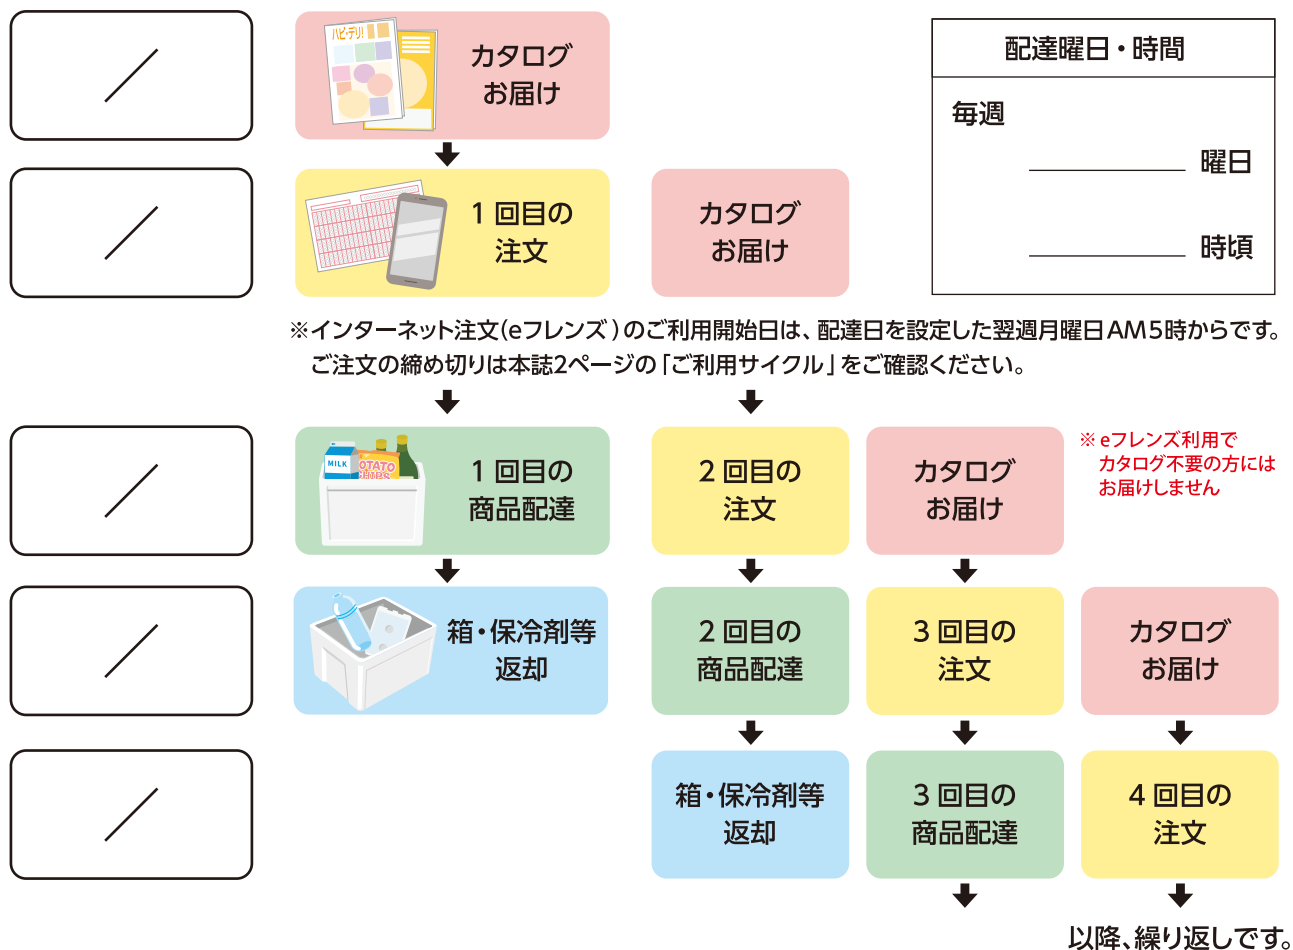 ／
ハピ・デリ!
カタログ
お届け
配達曜日・時間
毎週
曜日
時頃
／
1 回目の
注文
カタログ
お届け
※インターネット注文(eフレンズ)のご利用開始日は、配達日を設定した翌週月曜日AM5時からです。
ご注文の締め切りは本誌2ページの「ご利用サイクル」をご確認ください。
／
MILK
POTATO
CHIPS
1 回目の
商品配達
2 回目の
注文
カタログ
お届け
※ eフレンズ利用で
カタログ不要の方には
お届けしません
／
箱・保冷剤等
返却
2 回目の
商品配達
3 回目の
注文
カタログ
お届け
／
箱・保冷剤等
返却
3 回目の
商品配達
4 回目の
注文
以降、繰り返しです。